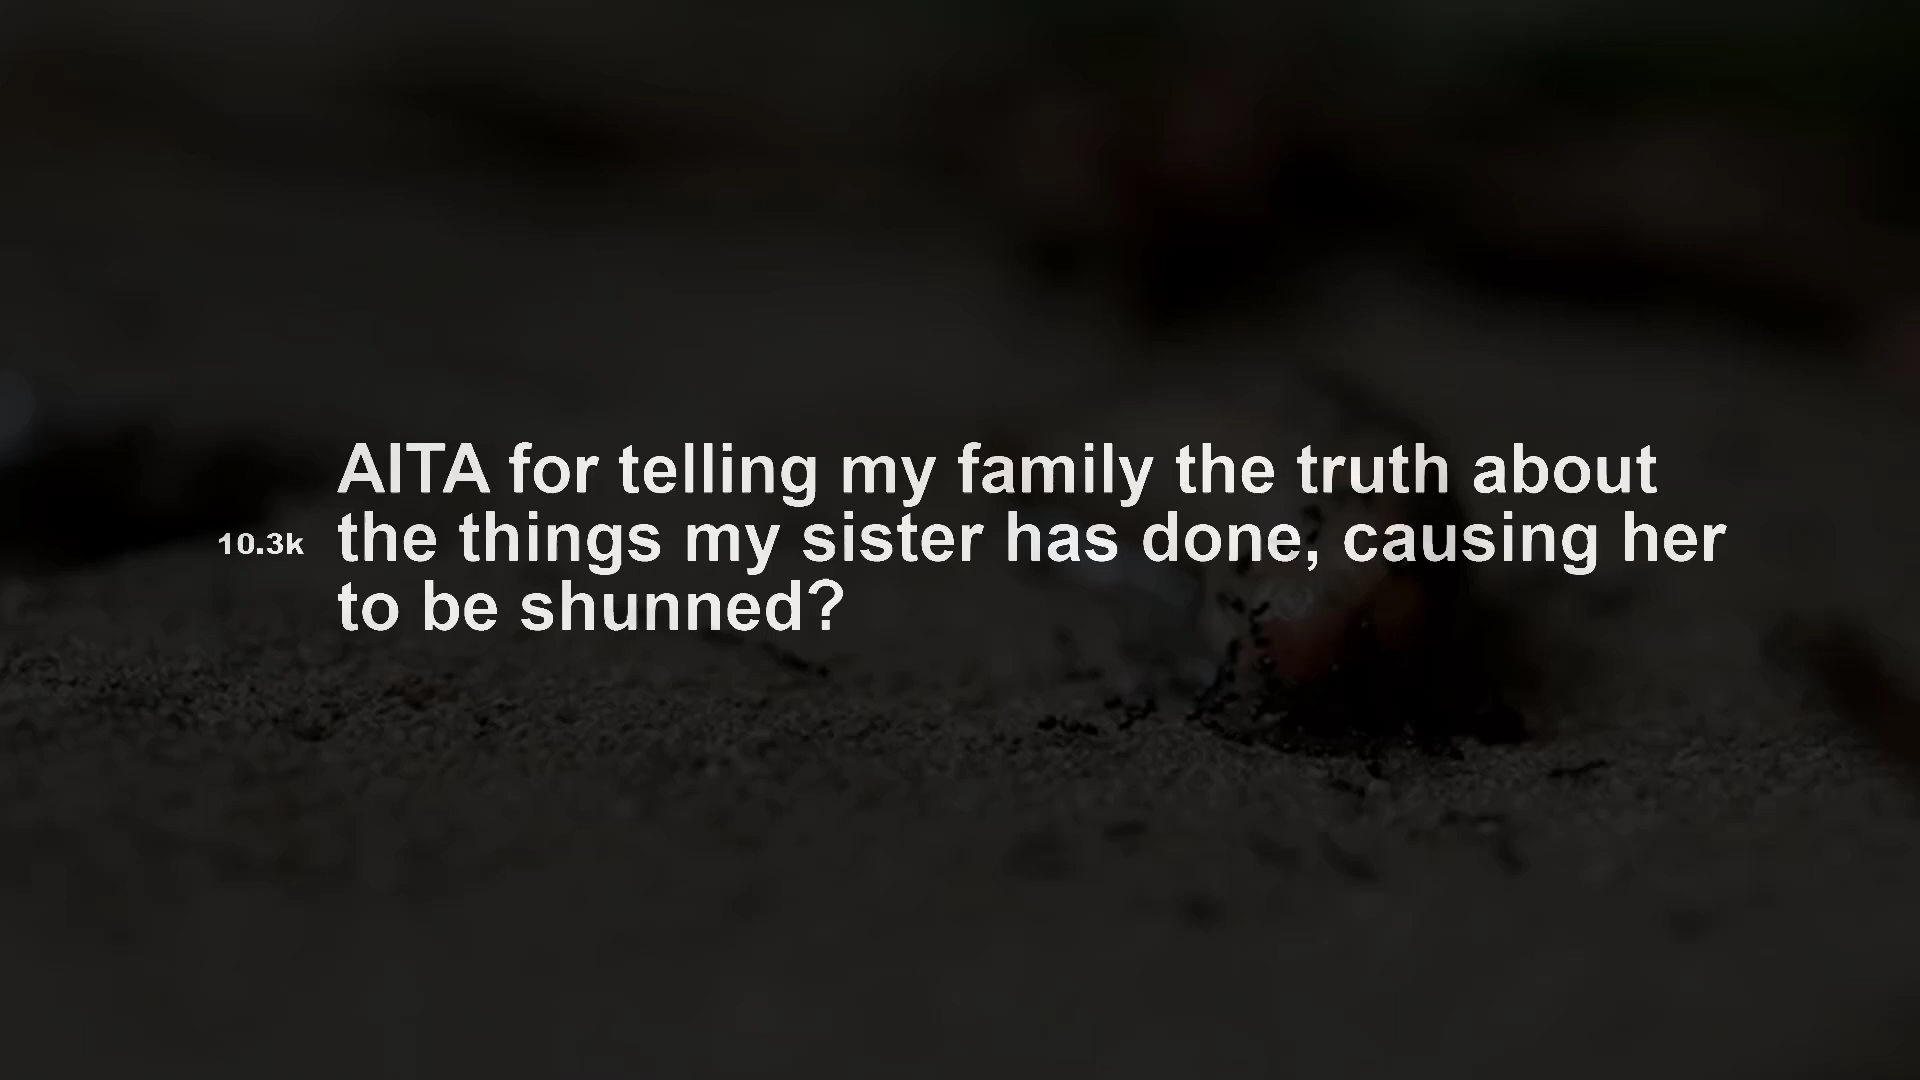 AITA for telling my family the truth about
10.3k the things my sister has done, causing her
to be shunned?